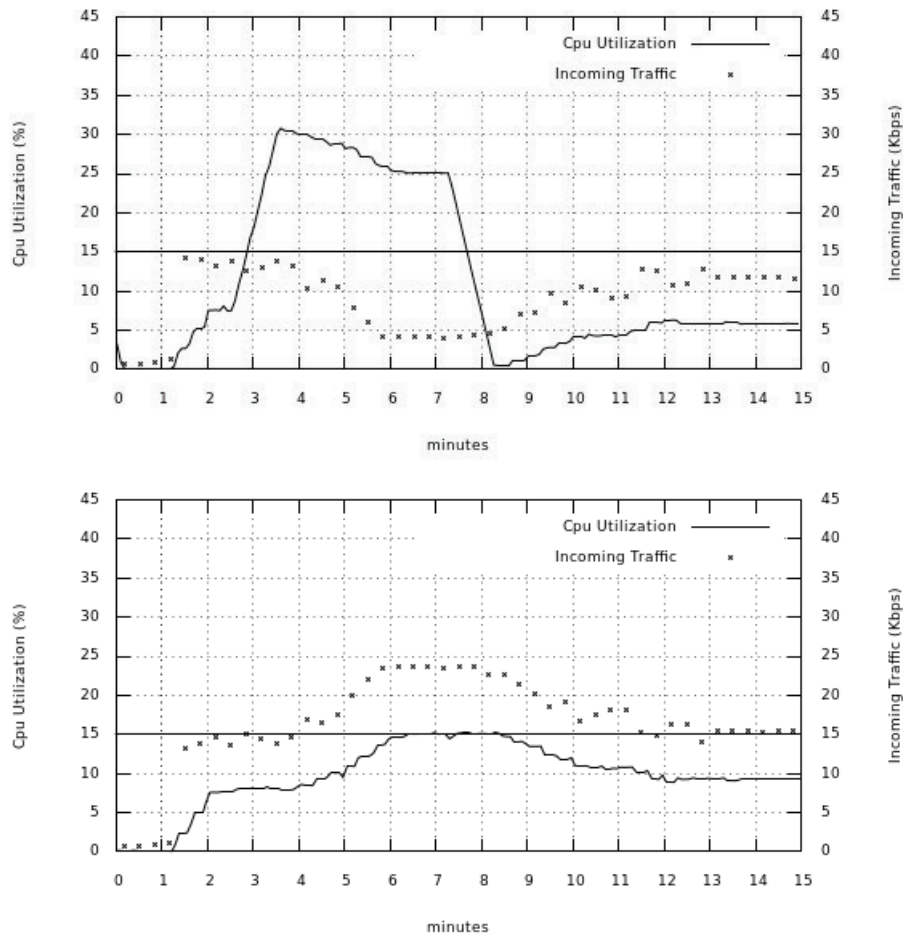 45 45
Cpu Utilization
40 40
Incoming Traffic
35 35
30 30
25 25
20 20
15 15
10 10
5 5
0 0
Cpu Utilization (%)
Incoming Traffic (Kbps)
0 1 2 3 4 5 6 7 8 9 10 11 12 13 14 15
minutes
45 45
Cpu Utilization
40 40
Incoming Traffic
35 35
30 30
25 25
20 20
15 15
10 10
5 5
0 0
Cpu Utilization (%)
Incoming Traffic (Kbps)
0 1 2 3 4 5 6 7 8 9 10 11 12 13 14 15
minutes